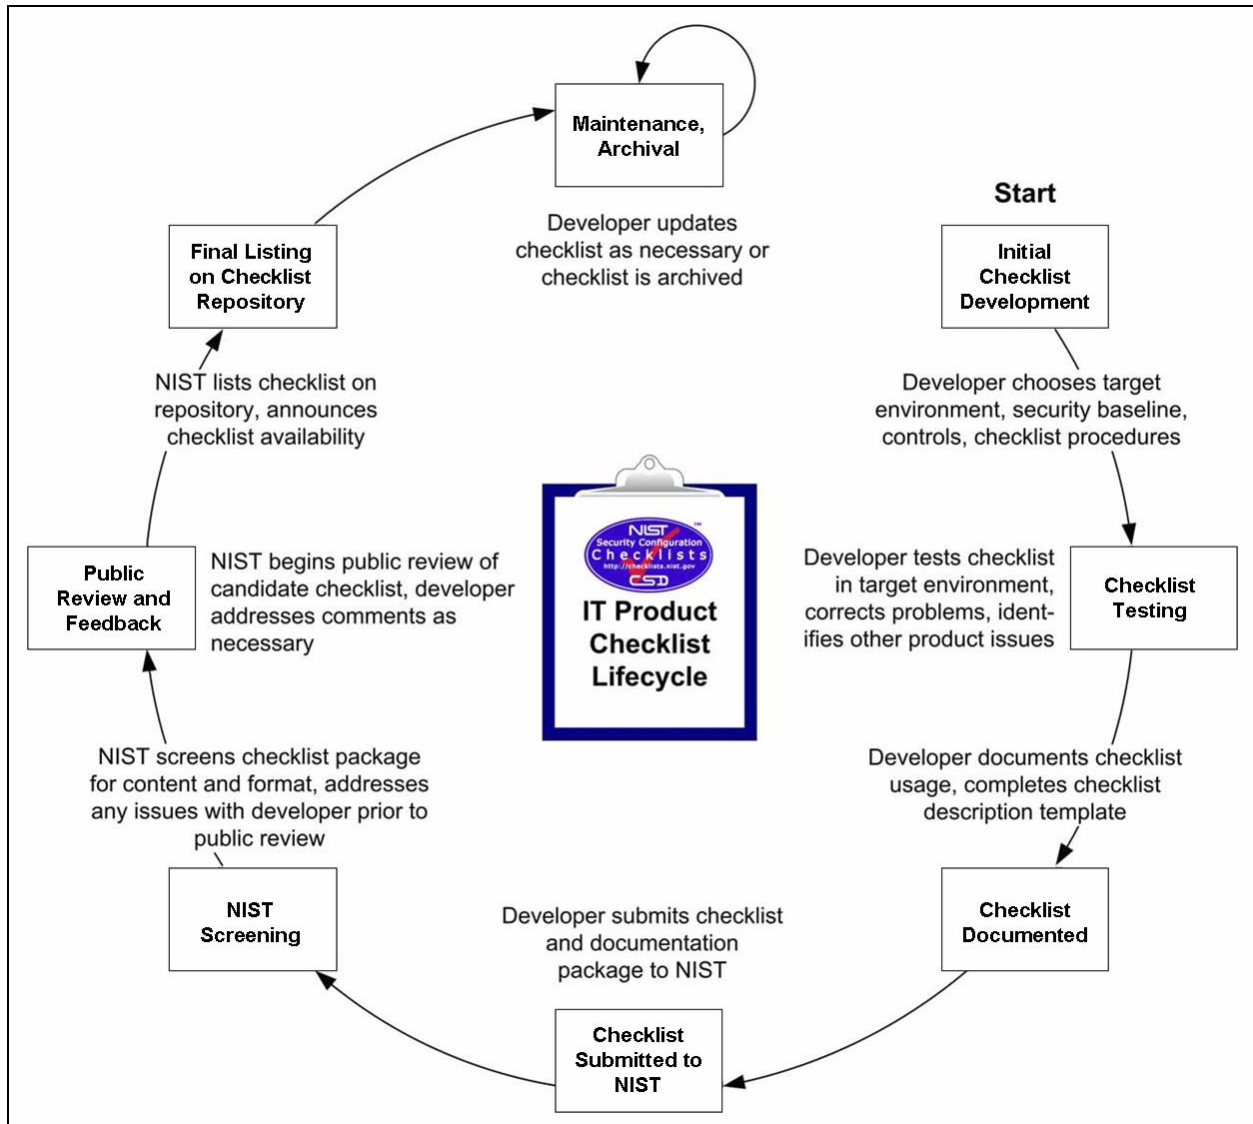 Start
Initial
Checklist
Development
Developer chooses target
environment, security baseline,
controls, checklist procedures
Checklist
Testing
Developer tests checklist
in target environment,
corrects problems, ident-
ifies other product issues
Developer documents checklist
usage, completes checklist
description template
Checklist
Documented
Developer submits checklist
and documentation
package to NIST
Checklist
Submitted to
NIST
NIST
Screening
NIST screens checklist package
for content and format, addresses
any issues with developer prior to
public review
Public
Review and
Feedback
NIST begins public review of
candidate checklist, developer
addresses comments as
necessary
NIST lists checklist on
repository, announces
checklist availability
Final Listing
on Checklist
Repository
Maintenance,
Archival
Developer updates
checklist as necessary or
checklist is archived
NIST ™
Security Configuration
Checklists
http://checklists.nist.gov
CSD
IT Product
Checklist
Lifecycle